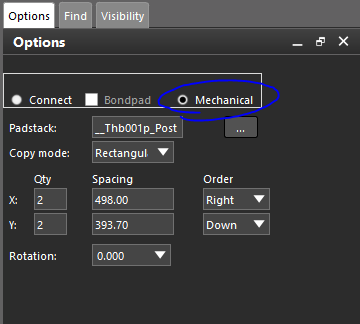 Options Find Visibility
Options
Connect Bondpad Mechanical
Padstack: __Thb001p_Post ...
Copy mode: Rectangula
Qty Spacing Order
X: 2 498.00 Right
Y: 2 393.70 Down
Rotation: 0.000